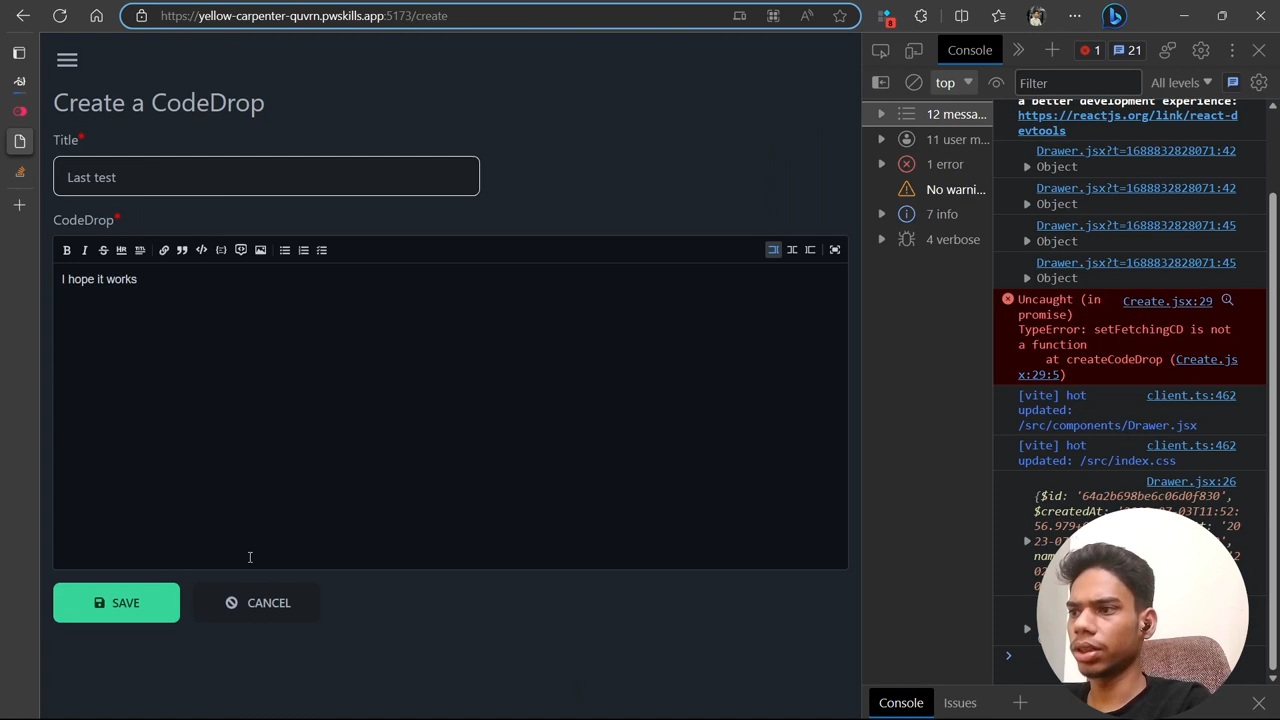 https://yellow-carpenter-quvrn.pwskills.app:5173/create
8
Create a CodeDrop
Title*
Last test
CodeDrop*
I hope it works
SAVE
CANCEL
Console
1
21
top
Filter
All levels
12 messa...
11 user m...
1 error
No warni...
7 info
4 verbose
a better development experience:
https://reactjs.org/link/react-d
evtools
Drawer.jsx?t=1688832828071:42
Object
Drawer.jsx?t=1688832828071:42
Object
Drawer.jsx?t=1688832828071:45
Object
Drawer.jsx?t=1688832828071:45
Object
Uncaught (in Create.jsx:29
promise)
TypeError: setFetchingCD is not
a function
at createCodeDrop (Create.js
x:29:5)
[vite] hot client.ts:462
updated:
/src/components/Drawer.jsx
[vite] hot client.ts:462
updated: /src/index.css
Drawer.jsx:26
{$id: '64a2b698be6c06d0f830',
$createdAt:
56.979+
Console
Issues